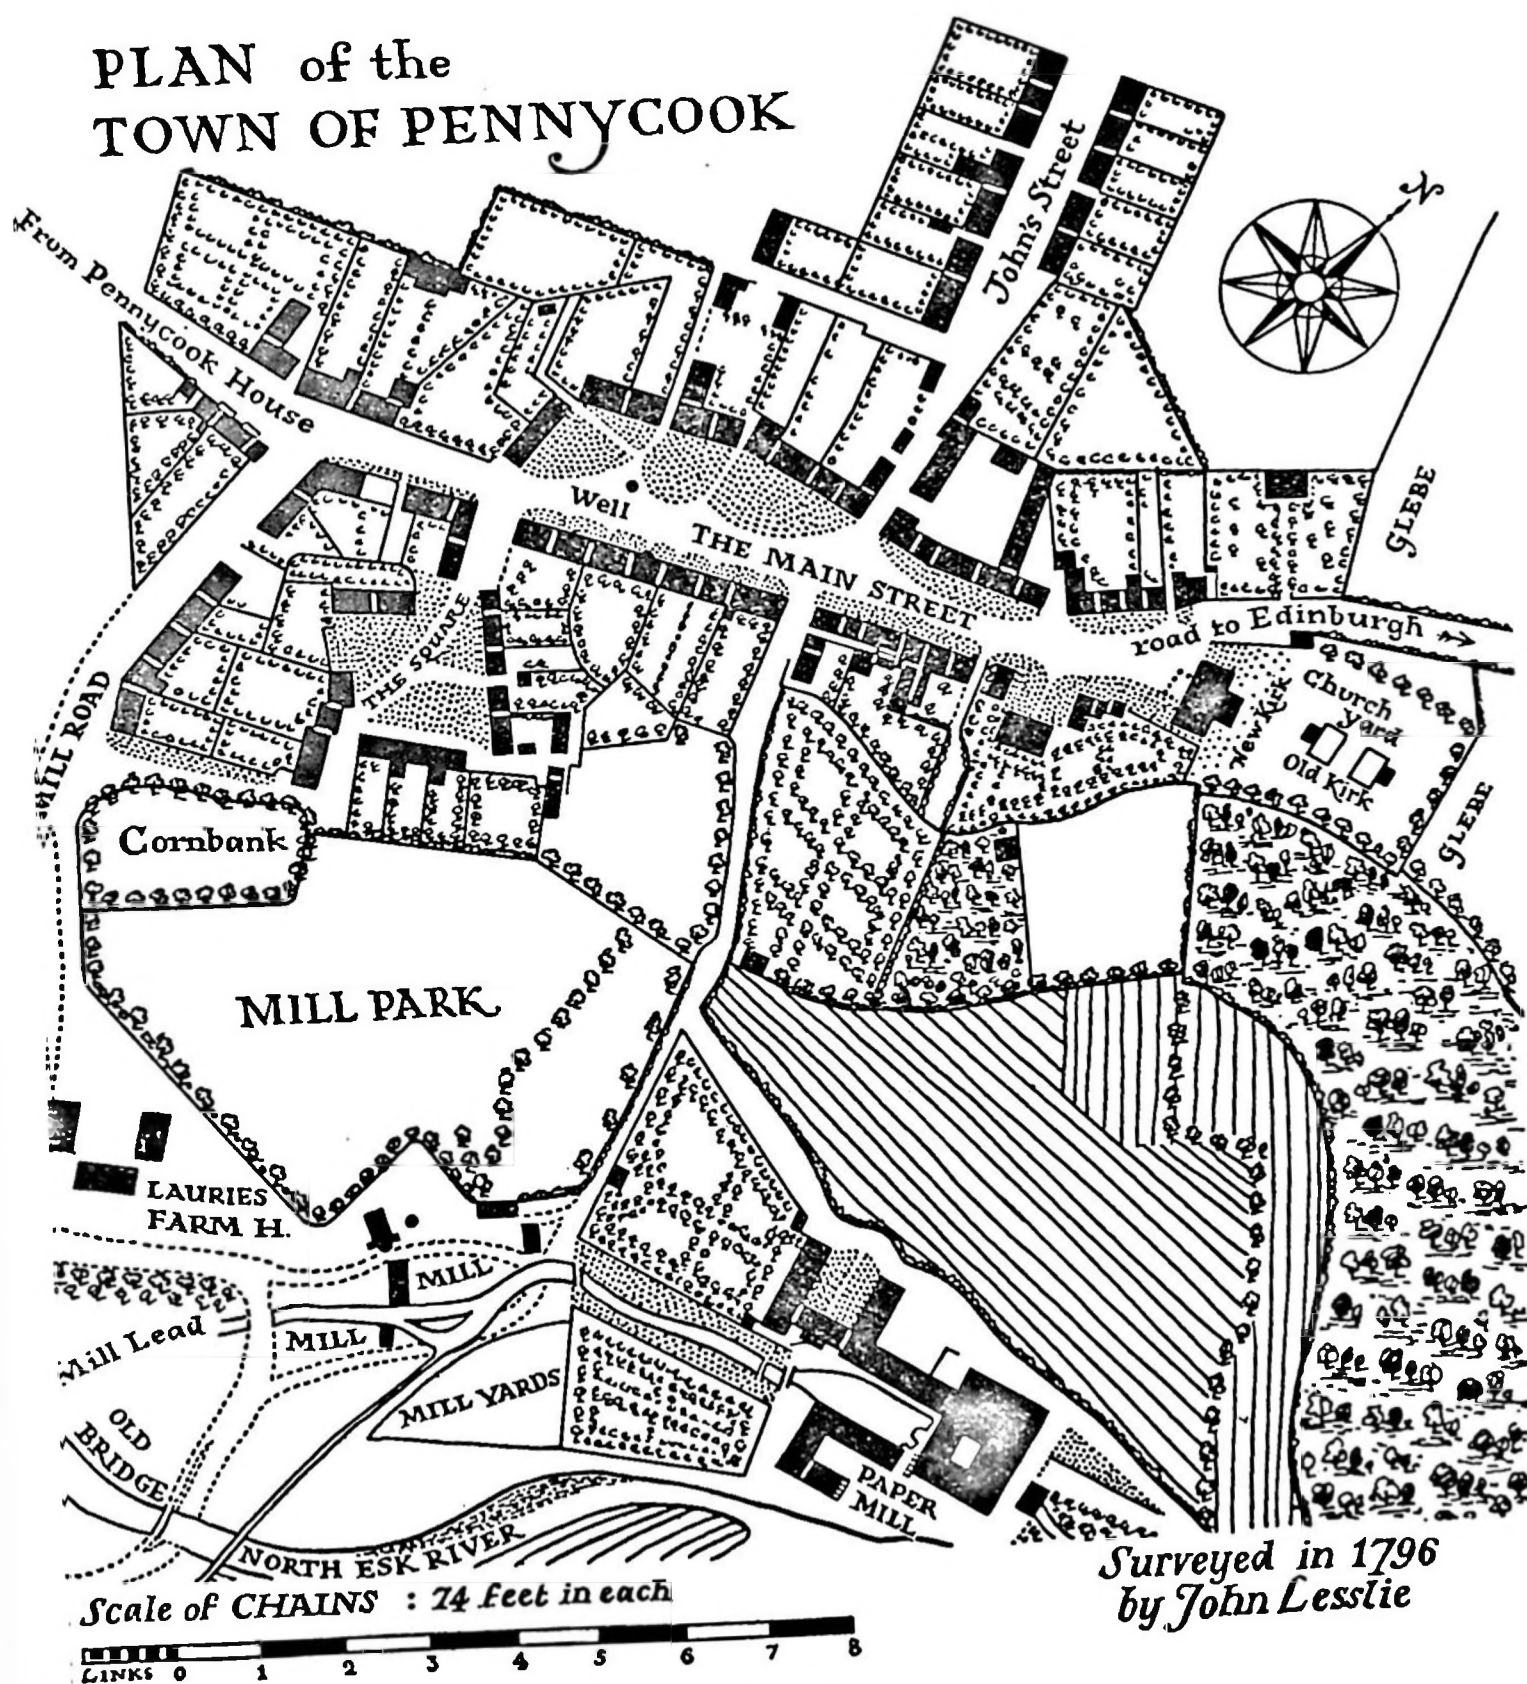 PLAN of the
TOWN OF PENNYCOOK
N
From Pennycook House
John's Street
Well
THE MAIN STREET
GLEBE
road to Edinburgh
THE SQUARE
MILL ROAD
New Kirk
Church
yard
Old Kirk
GLEBE
Cornbank
MILL PARK
LAURIES
FARM H.
MILL
MILL
Mill Lead
MILL YARDS
OLD
BRIDGE
PAPER
MILL
NORTH ESK RIVER
Surveyed in 1796
by John Lesslie
Scale of CHAINS : 74 feet in each
LINKS 0 1 2 3 4 5 6 7 8